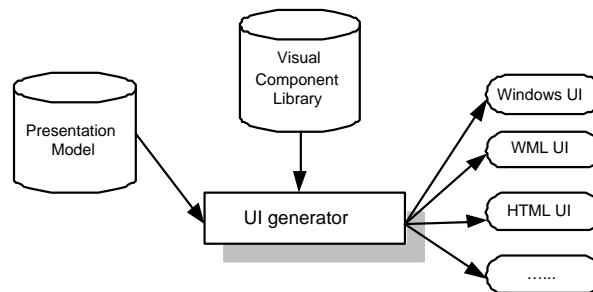 Visual
Component
Library
Presentation
Model
UI generator
Windows UI
WML UI
HTML UI
…...